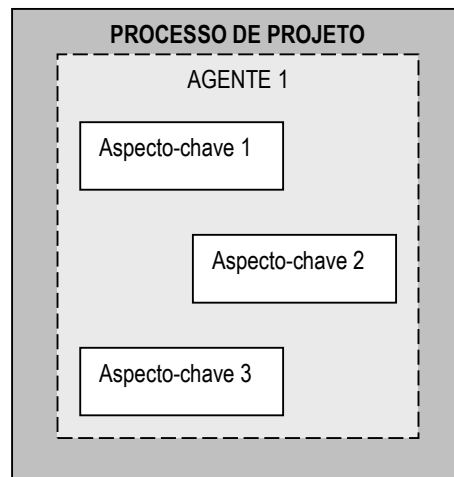 PROCESSO DE PROJETO
AGENTE 1
Aspecto-chave 1
Aspecto-chave 2
Aspecto-chave 3